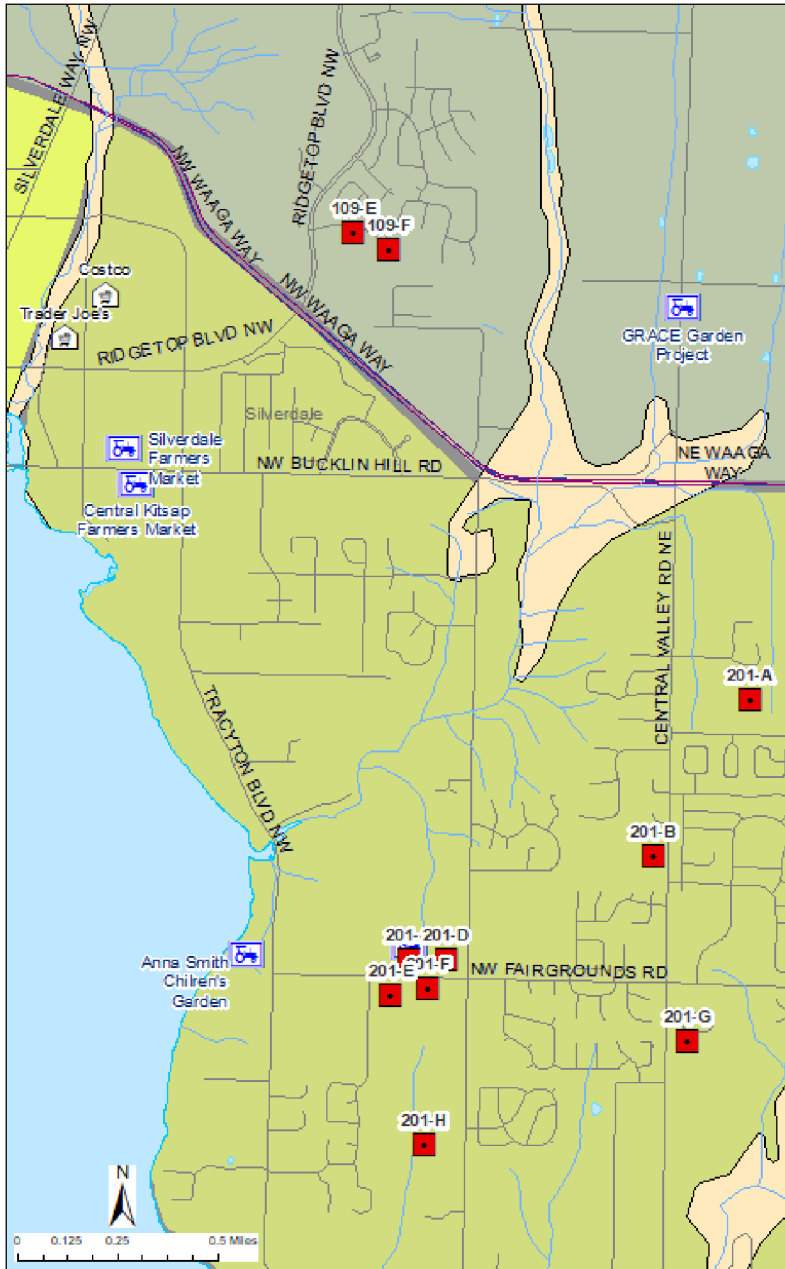 SILVERDALE WAY NW
RIDGETOP BLVD NW
NW WAAGA WAY
109-E
109-F
NW WAAGA WAY
Costco
Trader Joe's
RIDGETOP BLVD NW
GRACE Garden
Project
Silverdale
Silverdale
Farmers
Market
NW BUCKLIN HILL RD
NE WAAGA
WAY
Central Kitsap
Farmers Market
CENTRAL VALLEY RD NE
201-A
TRACYTON BLVD NW
201-B
201-
201-D
Anna Smith
Chilren's
Garden
201-E
201-F
NW FAIRGROUNDS RD
201-G
201-H
N
0 0.125 0.25 0.5 Miles